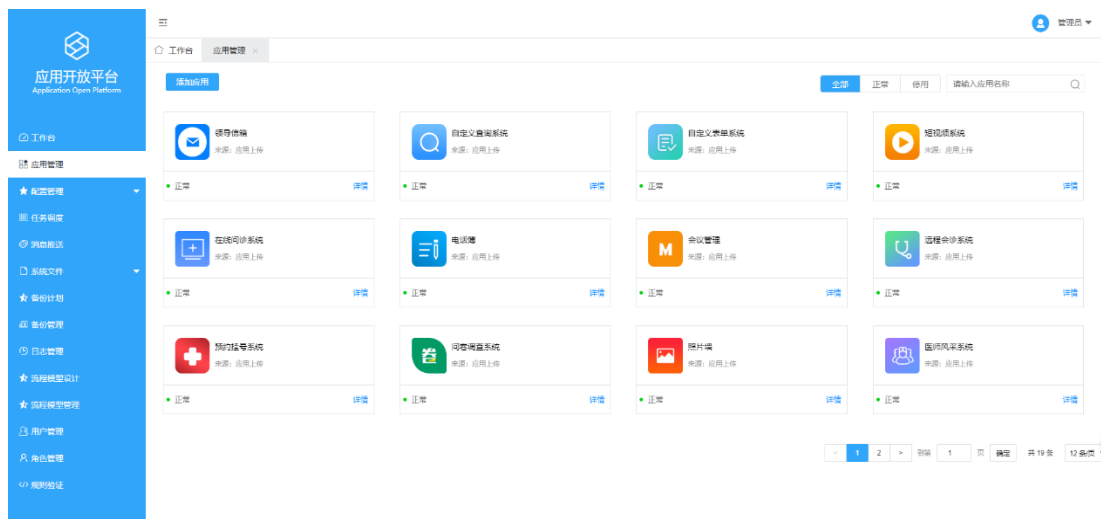 管理员
工作台
应用管理
应用开放平台
Application Open Platform
工作台
应用管理
配置管理
任务调度
消息推送
系统文件
备份计划
备份管理
日志管理
流程模型设计
流程模型管理
用户管理
角色管理
规则验证
添加应用
全部 正常 停用 请输入应用名称
领导信箱
来源：应用上传
正常 详情
自定义查询系统
来源：应用上传
正常 详情
自定义表单系统
来源：应用上传
正常 详情
短视频系统
来源：应用上传
正常 详情
在线问诊系统
来源：应用上传
正常 详情
电话簿
来源：应用上传
正常 详情
M
会议管理
来源：应用上传
正常 详情
远程会诊系统
来源：应用上传
正常 详情
预约挂号系统
来源：应用上传
正常 详情
卷
问卷调查系统
来源：应用上传
正常 详情
照片墙
来源：应用上传
正常 详情
医师风采系统
来源：应用上传
正常 详情
< 1 2 > 到第 1 页 确定 共 19 条 12 条/页